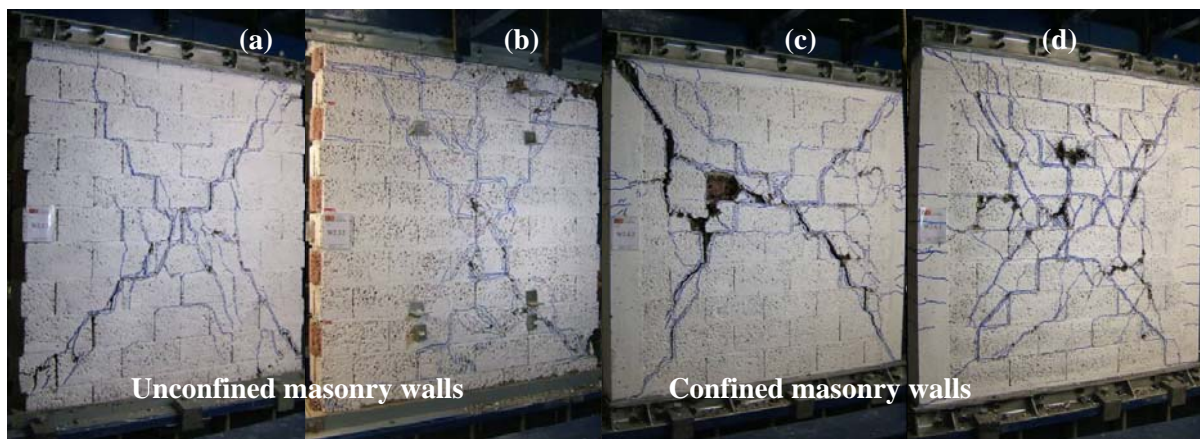 (a)
(b)
(c)
(d)
Unconfined masonry walls
Confined masonry walls